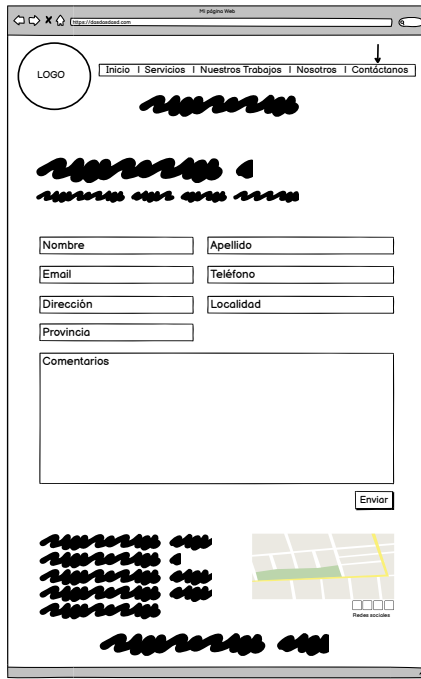 Mi página Web
https://dasdasdasd.com
LOGO
Inicio | Servicios | Nuestros Trabajos | Nosotros | Contáctanos
Nombre
Apellido
Email
Teléfono
Dirección
Localidad
Provincia
Comentarios
Enviar
Redes sociales